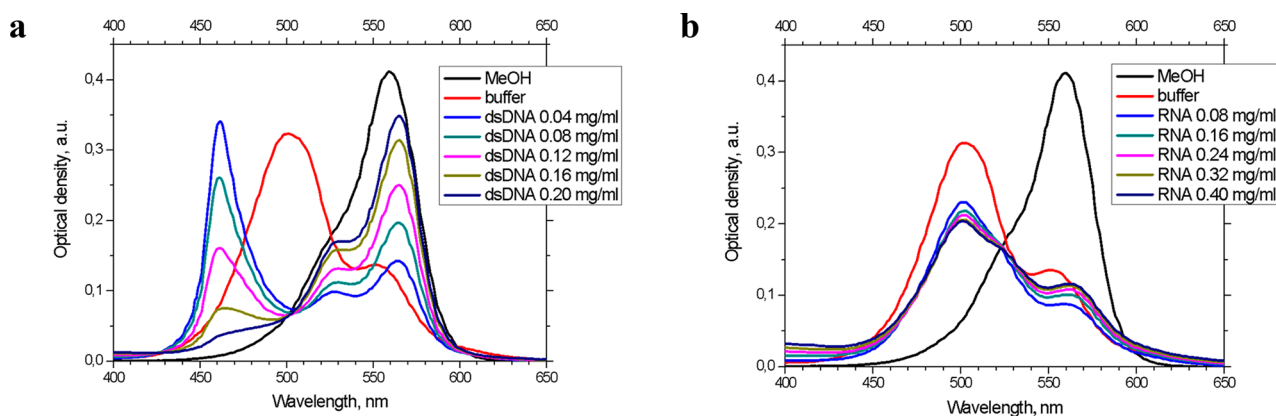 a
400 450 500 550 600 650
0,4
0,3
0,2
0,1
0,0
Optical density, a.u.
MeOH
buffer
dsDNA 0.04 mg/ml
dsDNA 0.08 mg/ml
dsDNA 0.12 mg/ml
dsDNA 0.16 mg/ml
dsDNA 0.20 mg/ml
400 450 500 550 600 650
Wavelength, nm
b
400 450 500 550 600 650
0,4
0,3
0,2
0,1
0,0
Optical density, a.u.
MeOH
buffer
RNA 0.08 mg/ml
RNA 0.16 mg/ml
RNA 0.24 mg/ml
RNA 0.32 mg/ml
RNA 0.40 mg/ml
400 450 500 550 600 650
Wavelength, nm